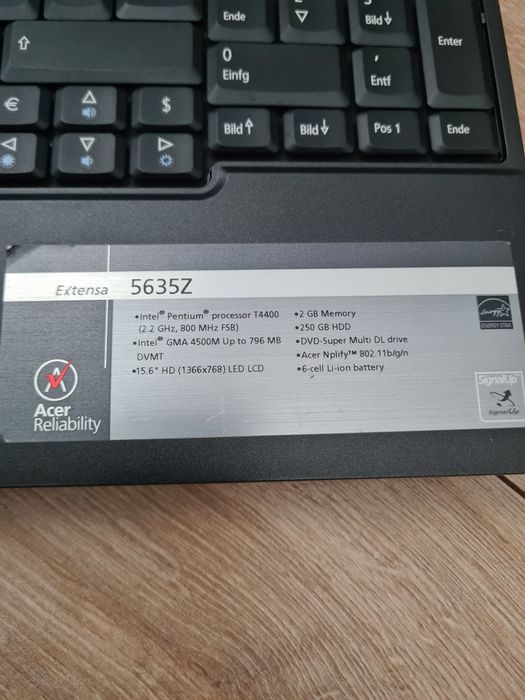 Ende
Bild
0
Einfg
,
Entf
Enter
€
$
Bild
Bild
Pos 1
Ende
Extensa 5635Z
•Intel® Pentium® processor T4400
(2.2 GHz, 800 MHz FSB)
•Intel® GMA 4500M Up to 796 MB
DVMT
•15.6" HD (1366x768) LED LCD
•2 GB Memory
•250 GB HDD
•DVD-Super Multi DL drive
•Acer Nplify™ 802.11b/g/n
•6-cell Li-ion battery
energy
ENERGY STAR
Acer
Reliability
SignalUp™
SignalUp